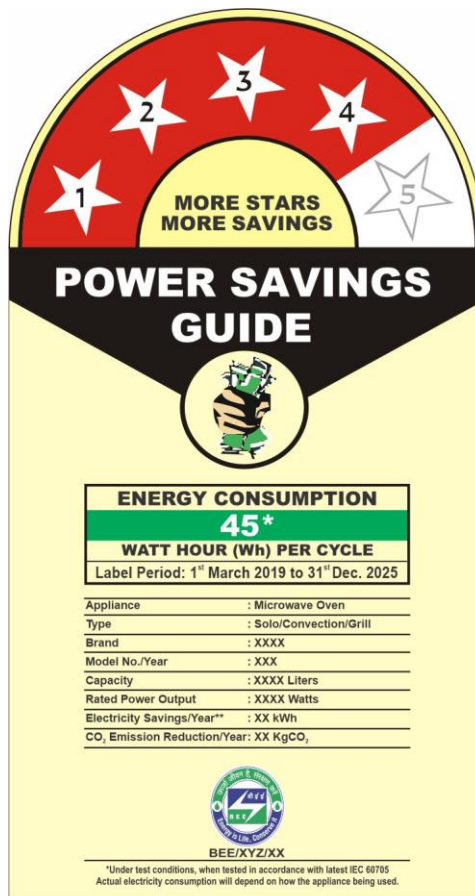 1
2
3
4
5
MORE STARS
MORE SAVINGS
POWER SAVINGS
GUIDE
ENERGY CONSUMPTION
45*
WATT HOUR (Wh) PER CYCLE
Label Period: 1st March 2019 to 31st Dec. 2025
Appliance : Microwave Oven
Type : Solo/Convection/Grill
Brand : XXXX
Model No./Year : XXX
Capacity : XXXX Liters
Rated Power Output : XXXX Watts
Electricity Savings/Year** : XX kWh
CO₂ Emission Reduction/Year: XX KgCO₂
BEE
Energy is Life, Conserve it
BEE/XYZ/XX
*Under test conditions, when tested in accordance with latest IEC 60705
Actual electricity consumption will depend on how the appliance being used.